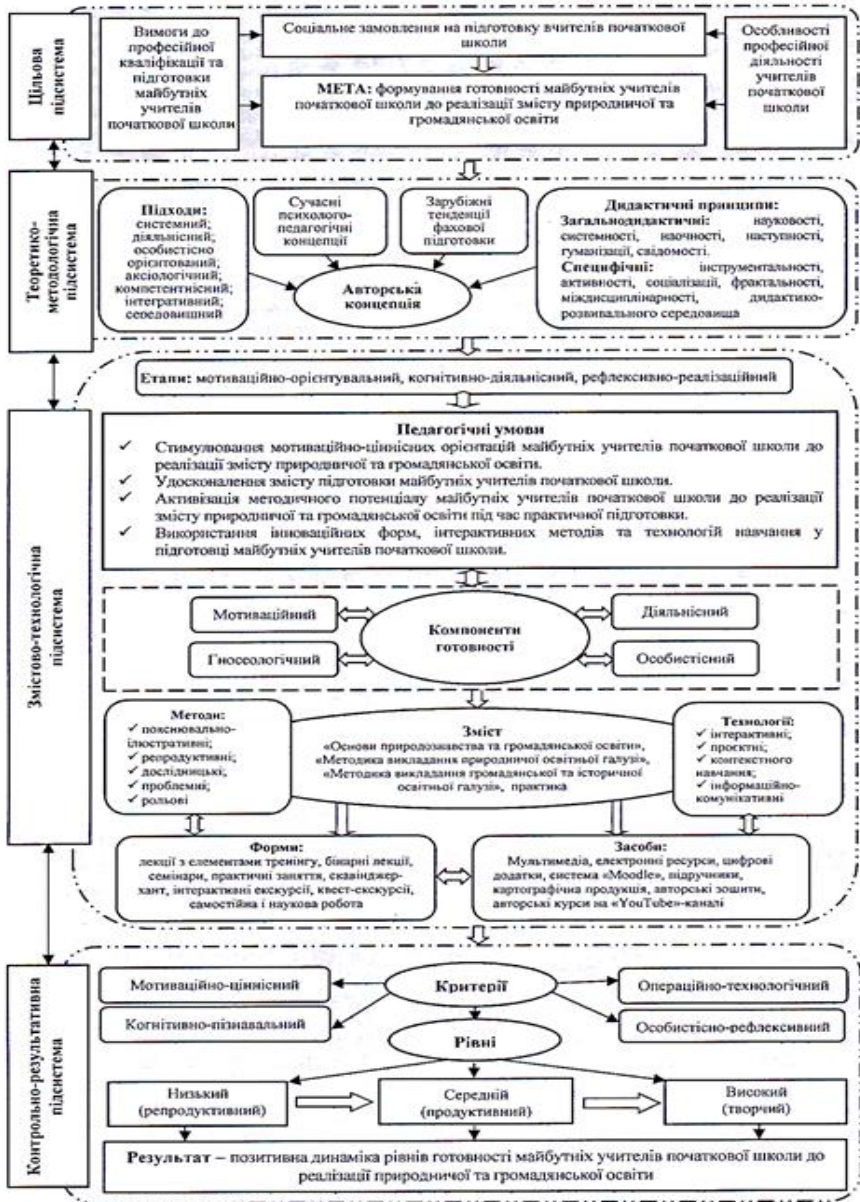 Цільова
підсистема
Вимоги до
професійної
кваліфікації та
підготовки
майбутніх
учителів
початкової школи
Соціальне замовлення на підготовку вчителів початкової
школи
МЕТА: формування готовності майбутніх учителів
початкової школи до реалізації змісту природничої та
громадянської освіти
Особливості
професійної
діяльності
учителів
початкової
школи
Теоретико-
методологічна
підсистема
Підходи:
системний;
діяльнісний;
особистісно
орієнтований;
аксіологічний;
компетентнісний;
інтегративний;
середовищний
Сучасні
психолого-
педагогічні
концепції
Зарубіжні
тенденції
фахової
підготовки
Авторська
концепція
Дидактичні принципи:
Загальнодидактичні: науковості,
системності, наочності, наступності,
гуманізації, свідомості.
Специфічні: інструментальності,
активності, соціалізації, фрактальності,
міждисциплінарності, дидактико-
розвивального середовища
Змістово-технологічна
підсистема
Етапи: мотиваційно-орієнтувальний, когнітивно-діяльнісний, рефлексивно-реалізаційний
Педагогічні умови
✓ Стимулювання мотиваційно-ціннісних орієнтацій майбутніх учителів початкової школи до
реалізації змісту природничої та громадянської освіти.
✓ Удосконалення змісту підготовки майбутніх учителів початкової школи.
✓ Активізація методичного потенціалу майбутніх учителів початкової школи до реалізації
змісту природничої та громадянської освіти під час практичної підготовки.
✓ Використання інноваційних форм, інтерактивних методів та технологій навчання у
підготовці майбутніх учителів початкової школи.
Мотиваційний
Гносеологічний
Компоненти
готовності
Діяльнісний
Особистісний
Методи:
✓ пояснювально-
ілюстративні;
✓ репродуктивні;
✓ дослідницькі;
✓ проблемні;
✓ рольові
Зміст
«Основи природознавства та громадянської освіти»,
«Методика викладання природничої освітньої галузі»,
«Методика викладання громадянської та історичної
освітньої галузі», практика
Технології:
✓ інтерактивні;
✓ проєктні;
✓ контекстного
навчання;
✓ інформаційно-
комунікативні
Форми:
лекції з елементами тренінгу, бінарні лекції,
семінари, практичні заняття, скавінджер-
хант, інтерактивні екскурсії, квест-екскурсії,
самостійна і наукова робота
Засоби:
Мультимедіа, електронні ресурси, цифрові
додатки, система «Moodle», підручники,
картографічна продукція, авторські зошити,
авторські курси на «YouTube»-каналі
Контрольно-результативна
підсистема
Мотиваційно-ціннісний
Когнітивно-пізнавальний
Критерії
Операційно-технологічний
Особистісно-рефлексивний
Рівні
Низький
(репродуктивний)
Середній
(продуктивний)
Високий
(творчий)
Результат – позитивна динаміка рівнів готовності майбутніх учителів початкової школи до
реалізації природничої та громадянської освіти